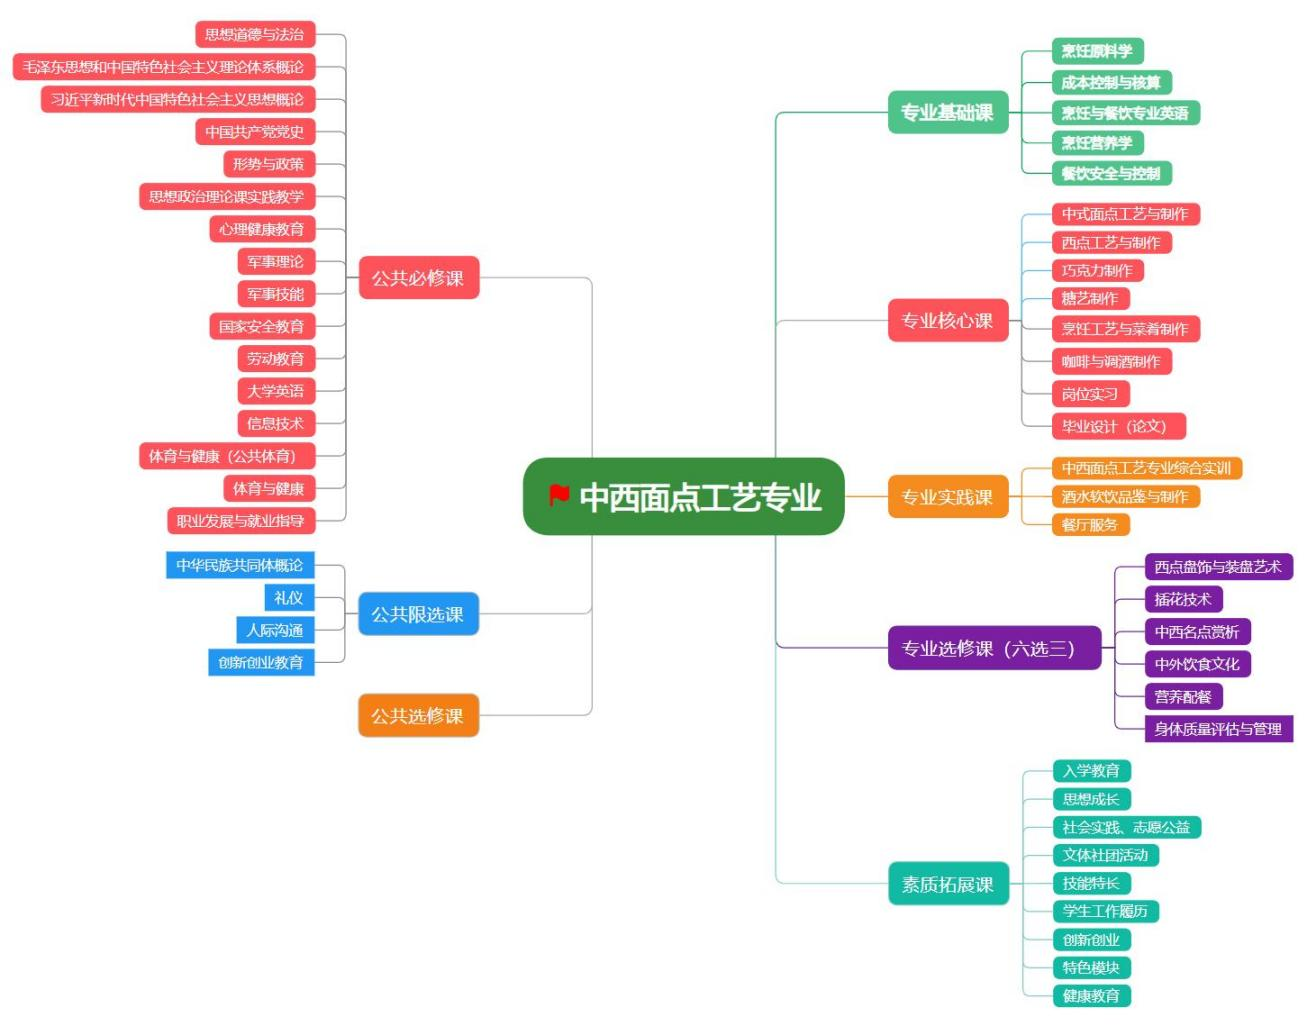 中西面点工艺专业
公共必修课
思想道德与法治
毛泽东思想和中国特色社会主义理论体系概论
习近平新时代中国特色社会主义思想概论
中国共产党党史
形势与政策
思想政治理论课实践教学
心理健康教育
军事理论
军事技能
国家安全教育
劳动教育
大学英语
信息技术
体育与健康（公共体育）
体育与健康
职业发展与就业指导
公共限选课
中华民族共同体概论
礼仪
人际沟通
创新创业教育
公共选修课
专业基础课
烹饪原料学
成本控制与核算
烹饪与餐饮专业英语
烹饪营养学
餐饮安全与控制
专业核心课
中式面点工艺与制作
西点工艺与制作
巧克力制作
糖艺制作
烹饪工艺与菜肴制作
咖啡与调酒制作
岗位实习
毕业设计（论文）
专业实践课
中西面点工艺专业综合实训
酒水软饮品鉴与制作
餐厅服务
专业选修课（六选三）
西点盘饰与装盘艺术
插花技术
中西名点赏析
中外饮食文化
营养配餐
身体质量评估与管理
素质拓展课
入学教育
思想成长
社会实践、志愿公益
文体社团活动
技能特长
学生工作履历
创新创业
特色模块
健康教育